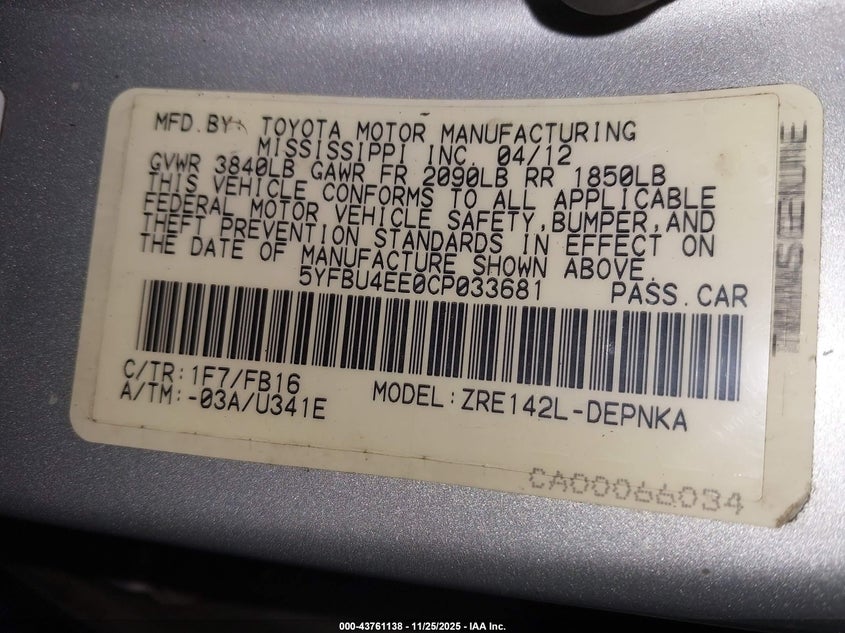 MFD.BY: TOYOTA MOTOR MANUFACTURING
MISSISSIPPI INC. 04/12
GVWR 3840LB GAWR FR 2090LB RR 1850LB
THIS VEHICLE CONFORMS TO ALL APPLICABLE
FEDERAL MOTOR VEHICLE SAFETY,BUMPER,AND
THEFT PREVENTION STANDARDS IN EFFECT ON
THE DATE OF MANUFACTURE SHOWN ABOVE.
5YFBU4EE0CP033681 PASS.CAR
C/TR:1F7/FB16
A/TM:-03A/U341E MODEL:ZRE142L-DEPNKA
CA00066034
000-43761138 - 11/25/2025 - IAA Inc.